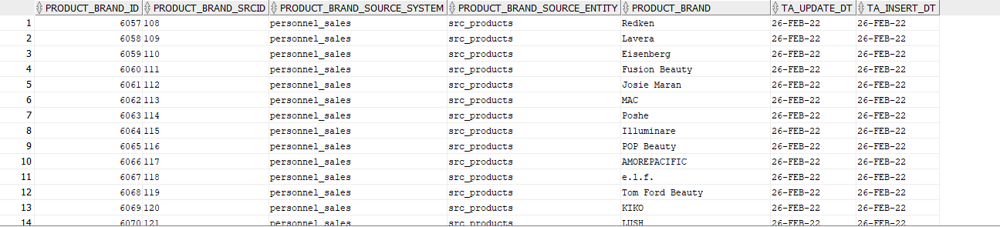 PRODUCT_BRAND_ID PRODUCT_BRAND_SRCID PRODUCT_BRAND_SOURCE_SYSTEM PRODUCT_BRAND_SOURCE_ENTITY PRODUCT_BRAND TA_UPDATE_DT TA_INSERT_DT
1 6057 108 personnel_sales src_products Redken 26-FEB-22 26-FEB-22
2 6058 109 personnel_sales src_products Lavera 26-FEB-22 26-FEB-22
3 6059 110 personnel_sales src_products Eisenberg 26-FEB-22 26-FEB-22
4 6060 111 personnel_sales src_products Fusion Beauty 26-FEB-22 26-FEB-22
5 6061 112 personnel_sales src_products Josie Maran 26-FEB-22 26-FEB-22
6 6062 113 personnel_sales src_products MAC 26-FEB-22 26-FEB-22
7 6063 114 personnel_sales src_products Poshe 26-FEB-22 26-FEB-22
8 6064 115 personnel_sales src_products Illuminare 26-FEB-22 26-FEB-22
9 6065 116 personnel_sales src_products POP Beauty 26-FEB-22 26-FEB-22
10 6066 117 personnel_sales src_products AMOREPACIFIC 26-FEB-22 26-FEB-22
11 6067 118 personnel_sales src_products e.l.f. 26-FEB-22 26-FEB-22
12 6068 119 personnel_sales src_products Tom Ford Beauty 26-FEB-22 26-FEB-22
13 6069 120 personnel_sales src_products KIKO 26-FEB-22 26-FEB-22
14 6070 121 personnel_sales src_products LUSH 26-FEB-22 26-FEB-22